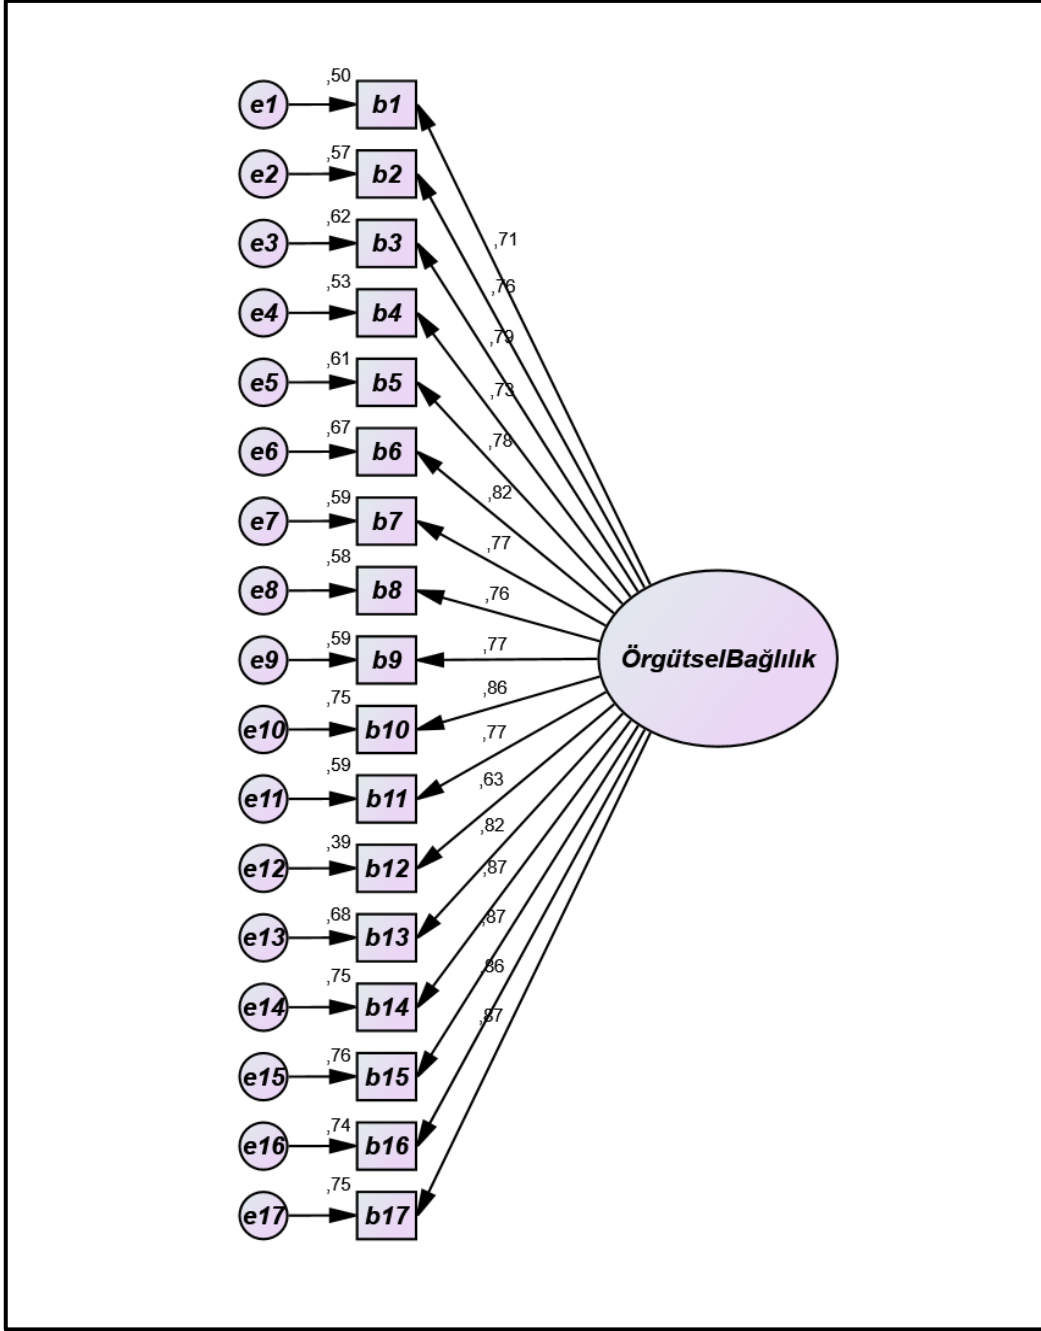 ,50
e1
b1
,57
e2
b2
,62
e3
b3
,53
e4
b4
,61
e5
b5
,67
e6
b6
,59
e7
b7
,58
e8
b8
,59
e9
b9
,75
e10
b10
,59
e11
b11
,39
e12
b12
,68
e13
b13
,75
e14
b14
,76
e15
b15
,74
e16
b16
,75
e17
b17
,71
,76
,79
,73
,78
,82
,77
,76
,77
,86
,77
,63
,82
,87
,87
,86
,87
ÖrgütselBağlılık